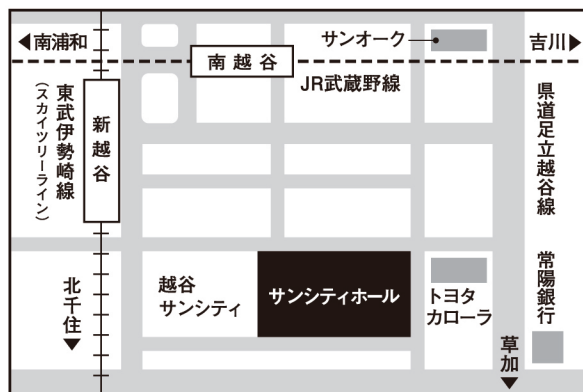 ◀南浦和
サンオーク
吉川▶
南越谷
JR武蔵野線
東武伊勢崎線
(スカイツリーライン)
新越谷
県道足立越谷線
北千住▼
越谷
サンシティ
サンシティホール
トヨタ
カローラ
常陽銀行
草加▼